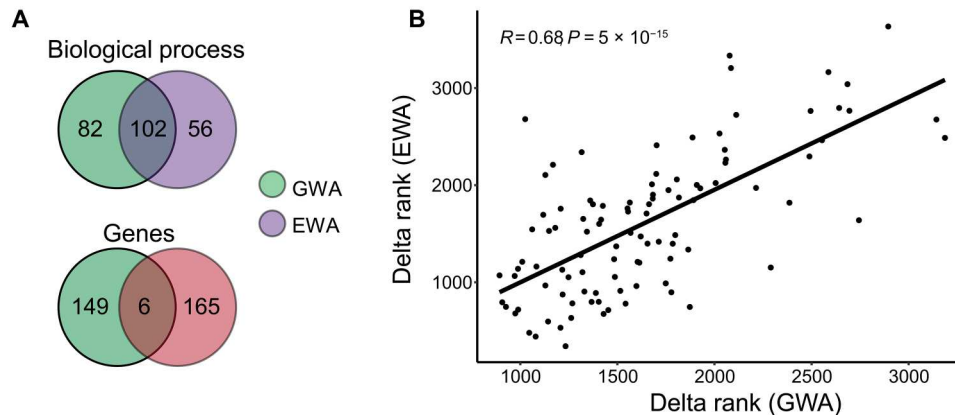 A
Biological process
82 102 56
GWA
EWA
Genes
149 6 165
B
R=0.68, P = 5 × 10⁻¹⁵
Delta rank (EWA)
3000
2000
1000
1000 1500 2000 2500 3000
Delta rank (GWA)